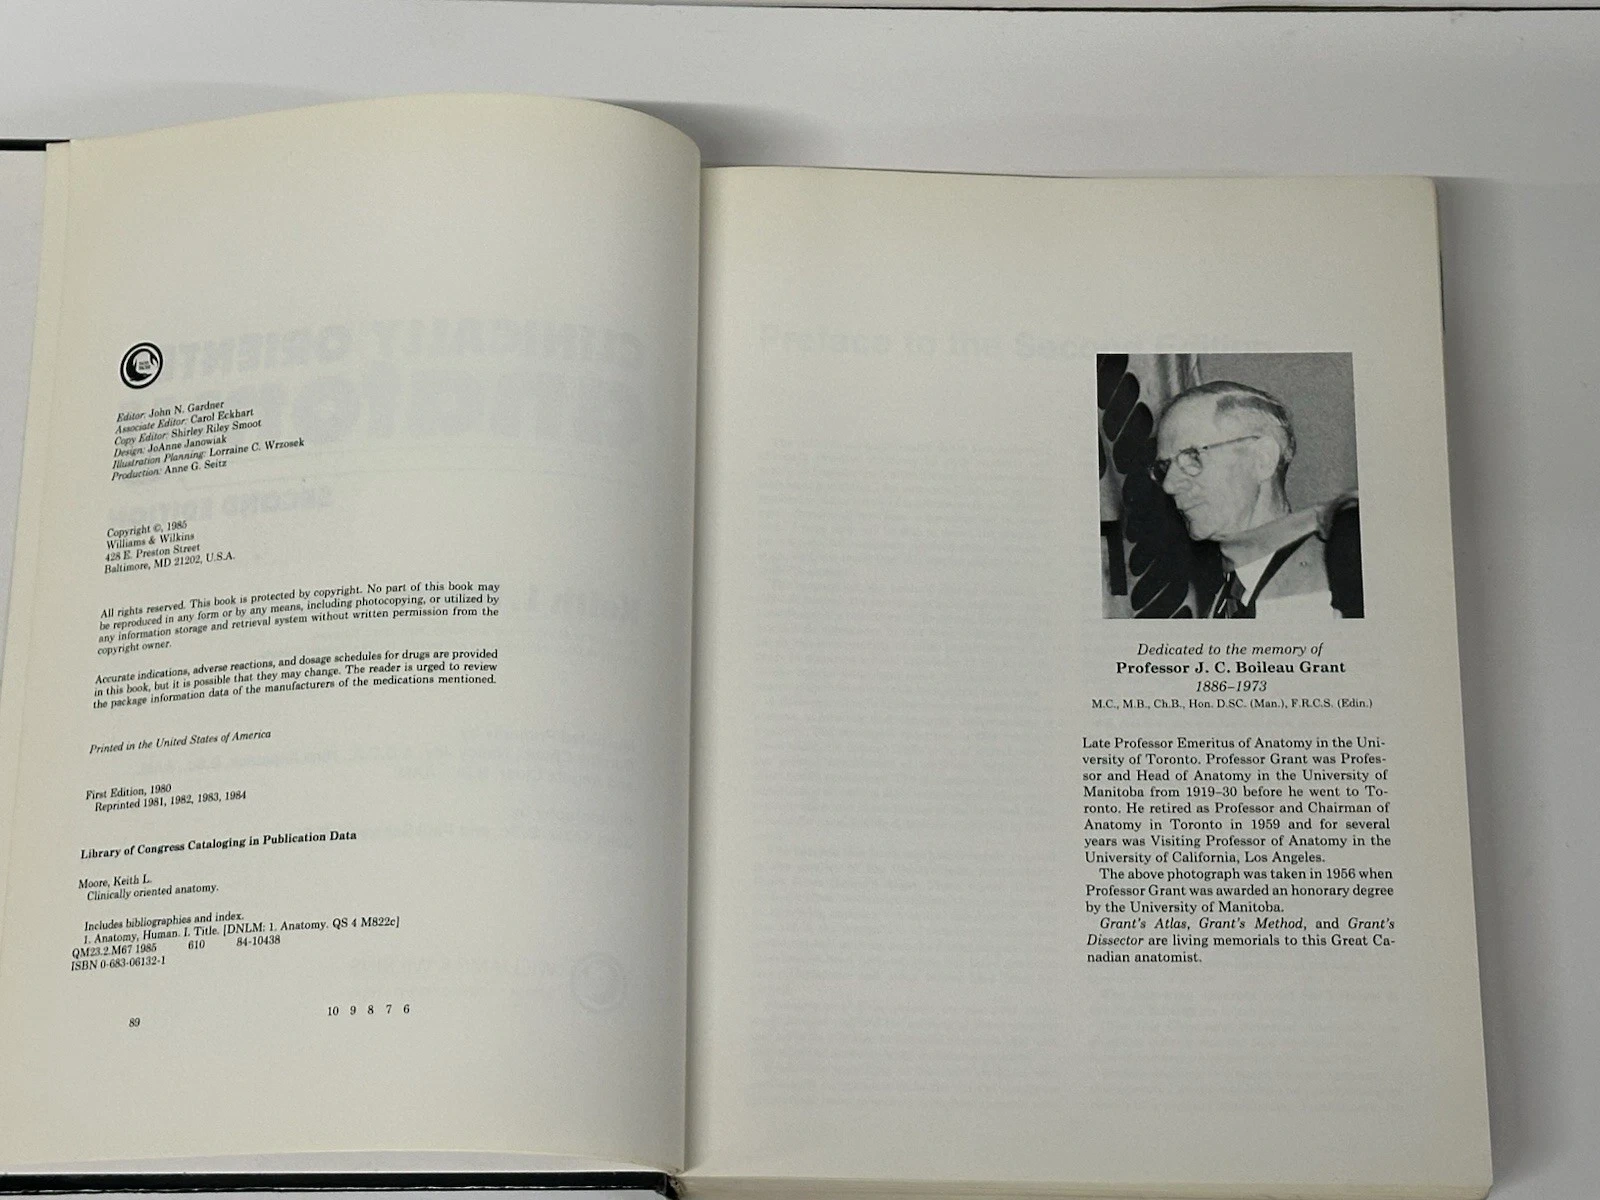 Editor: John N. Gardner
Associate Editor: Carol Eckhart
Copy Editor: Shirley Riley Smoot
Design: JoAnne Janowiak
Illustration Planning: Lorraine C. Wrzosek
Production: Anne G. Seitz
Copyright ©, 1985
Williams & Wilkins
428 E. Preston Street
Baltimore, MD 21202, U.S.A.
All rights reserved. This book is protected by copyright. No part of this book may
be reproduced in any form or by any means, including photocopying, or utilized by
any information storage and retrieval system without written permission from the
copyright owner.
Accurate indications, adverse reactions, and dosage schedules for drugs are provided
in this book, but it is possible that they may change. The reader is urged to review
the package information data of the manufacturers of the medications mentioned.
Printed in the United States of America
First Edition, 1980
Reprinted 1981, 1982, 1983, 1984
Library of Congress Cataloging in Publication Data
Moore, Keith L.
Clinically oriented anatomy.
Includes bibliographies and index.
1. Anatomy, Human. I. Title. [DNLM: 1. Anatomy. QS 4 M822c]
QM23.2.M67 1985 610 84-10438
ISBN 0-683-06132-1
10 9 8 7 6
89
Preface to the Second Edition
Dedicated to the memory of
Professor J. C. Boileau Grant
1886–1973
M.C., M.B., Ch.B., Hon. D.SC. (Man.), F.R.C.S. (Edin.)
Late Professor Emeritus of Anatomy in the Uni-
versity of Toronto. Professor Grant was Profes-
sor and Head of Anatomy in the University of
Manitoba from 1919–30 before he went to To-
ronto. He retired as Professor and Chairman of
Anatomy in Toronto in 1959 and for several
years was Visiting Professor of Anatomy in the
University of California, Los Angeles.
The above photograph was taken in 1956 when
Professor Grant was awarded an honorary degree
by the University of Manitoba.
Grant's Atlas, Grant's Method, and Grant's
Dissector are living memorials to this Great Ca-
nadian anatomist.